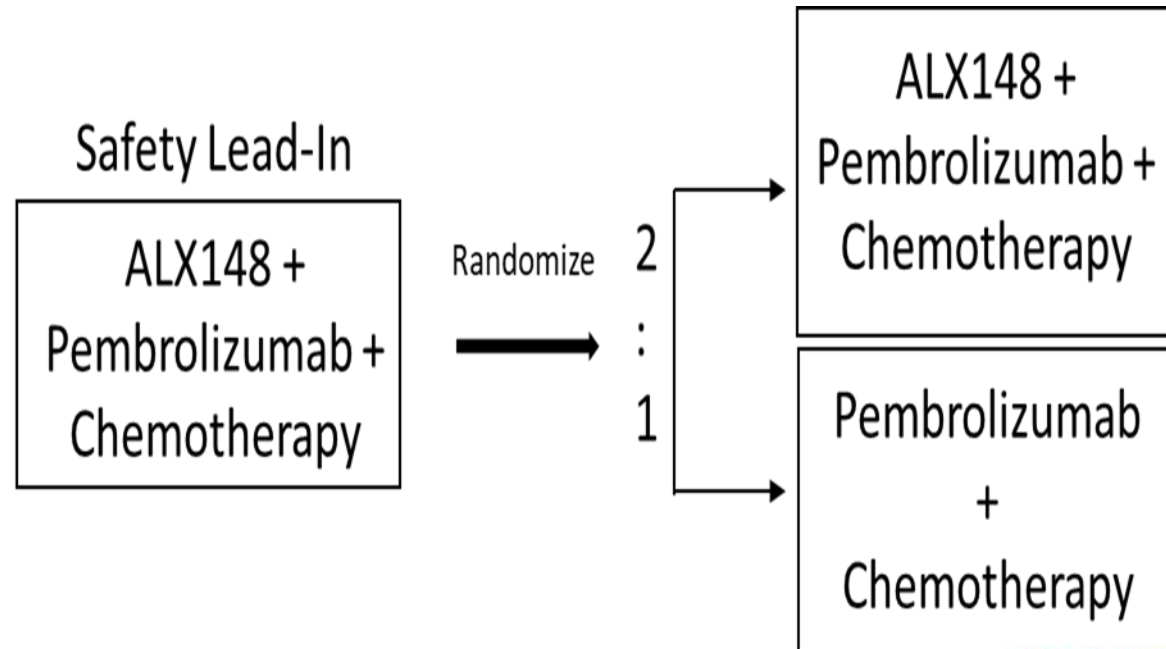 Safety Lead-In
ALX148 +
Pembrolizumab +
Chemotherapy
Randomize
2
:
1
ALX148 +
Pembrolizumab +
Chemotherapy
Pembrolizumab
+
Chemotherapy